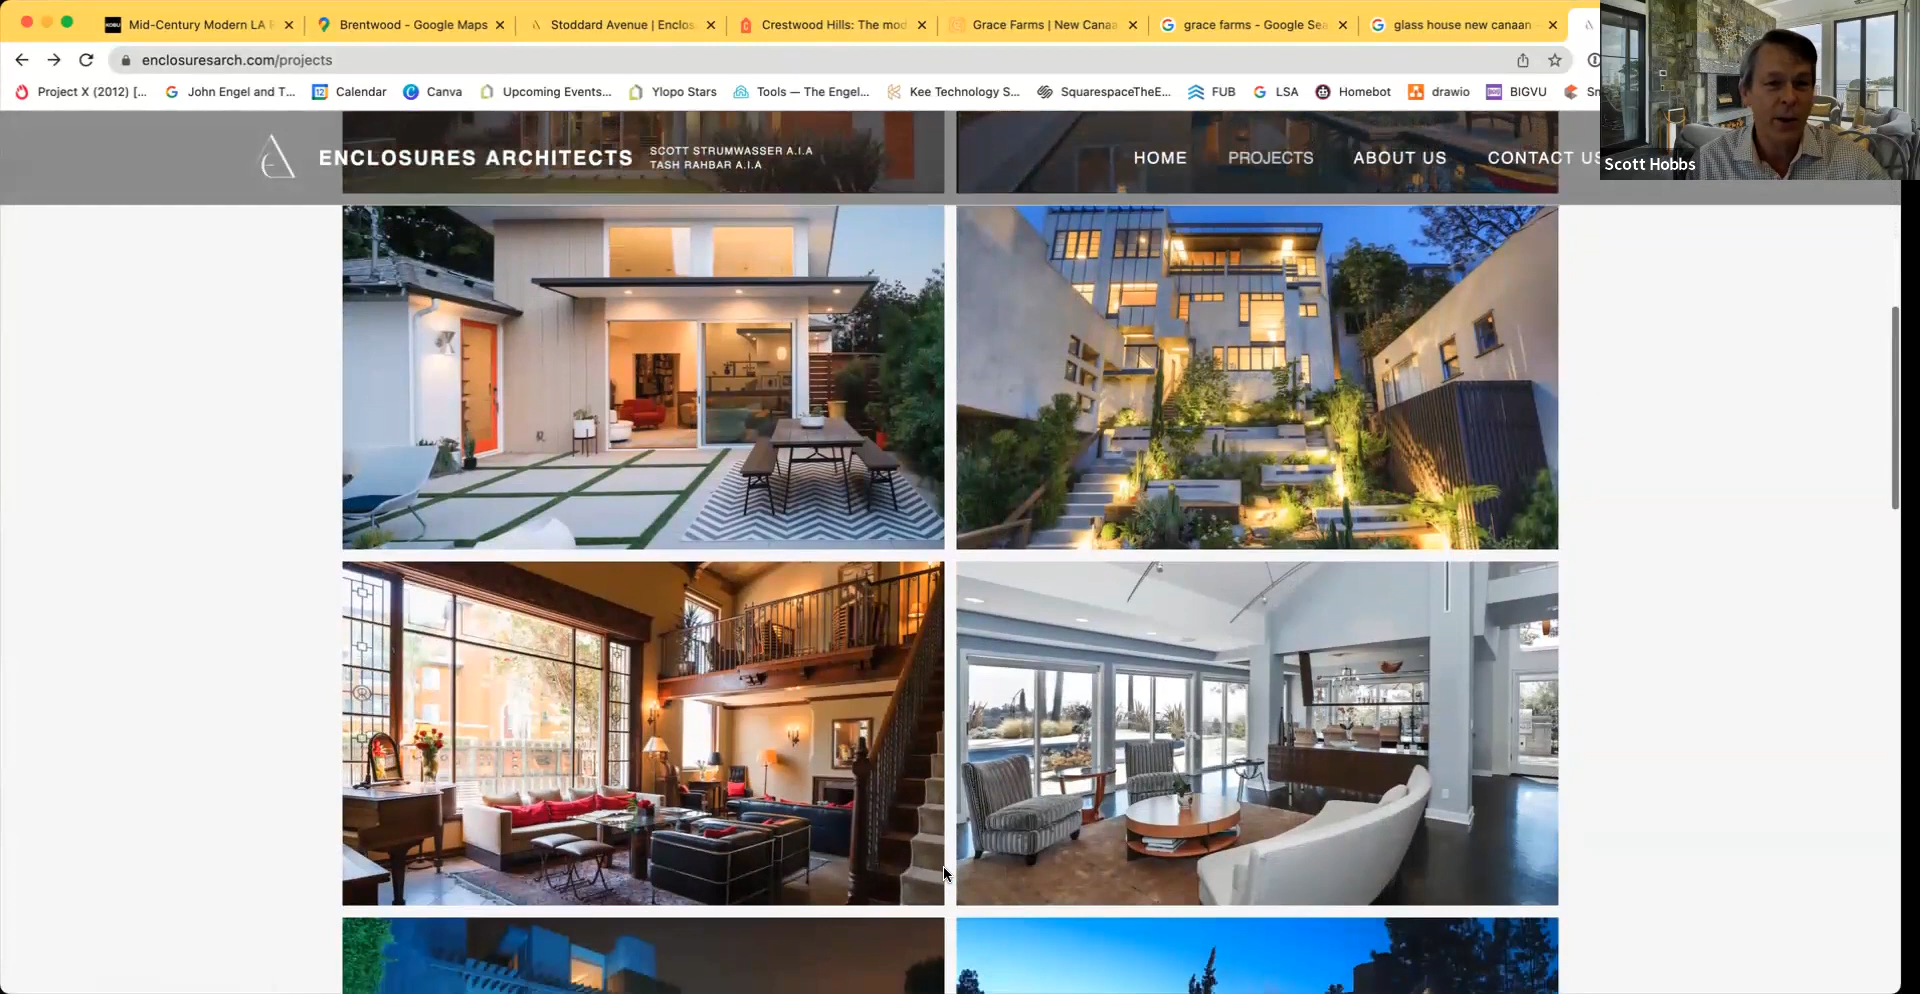 Mid-Century Modern LA
Brentwood - Google Maps
Stoddard Avenue | Enclos
Crestwood Hills: The mod
Grace Farms | New Canaa
grace farms - Google Sea
glass house new canaan
enclosuresarch.com/projects
Project X (2012) [...
John Engel and T...
Calendar
Canva
Upcoming Events...
Ylopo Stars
Tools — The Engel...
Kee Technology S...
SquarespaceTheE...
FUB
LSA
Homebot
drawio
BIGVU
Sn
ENCLOSURES ARCHITECTS
SCOTT STRUMWASSER A.I.A
TASH RAHBAR A.I.A
HOME
PROJECTS
ABOUT US
CONTACT US
Scott Hobbs